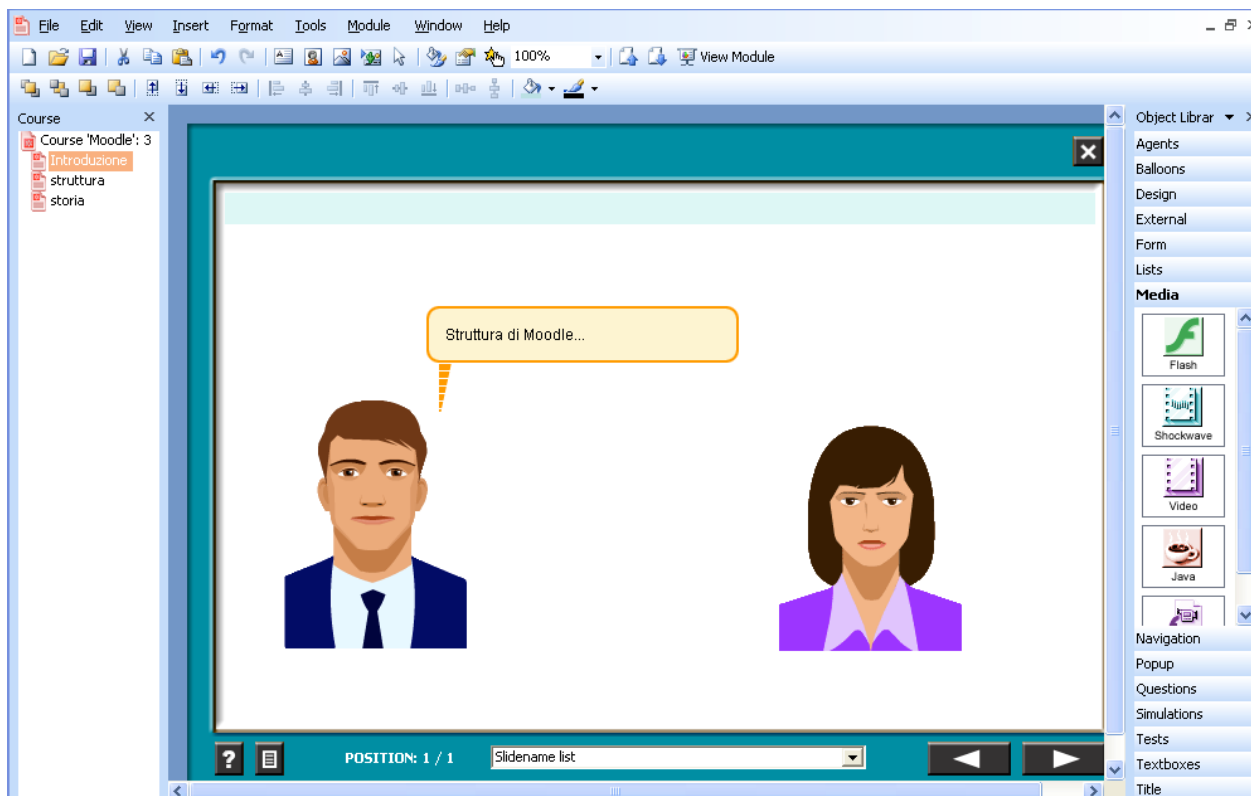 File Edit View Insert Format Tools Module Window Help
100% View Module
Course
Course 'Moodle': 3
Introduzione
struttura
storia
Struttura di Moodle...
?
POSITION: 1 / 1
Slidename list
Object Librar
Agents
Balloons
Design
External
Form
Lists
Media
Flash
Shockwave
Video
Java
Navigation
Popup
Questions
Simulations
Tests
Textboxes
Title